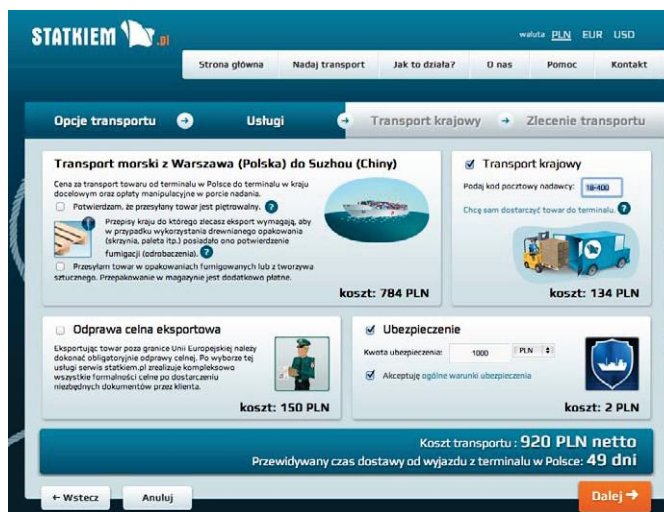 STATKIEM .pl
waluta PLN EUR USD
Strona główna Nadaj transport Jak to działa? O nas Pomoc Kontakt
Opcje transportu Usługi Transport krajowy Zlecenie transportu
Transport morski z Warszawa (Polska) do Suzhou (Chiny)
Cena za transport towaru od terminalu w Polsce do terminalu w kraju
docelowym oraz opłaty manipulacyjne w porcie nadania.
Potwierdzam, że przesyłany towar jest piętrowalny. ?
Przepisy kraju do którego zlecasz eksport wymagają, aby
w przypadku wykorzystania drewnianego opakowania
(skrzynia, paleta itp.) posiadało ono potwierdzenie
fumigacji (odrobaczenia). ?
Przesyłam towar w opakowaniach fumigowanych lub z tworzywa
sztucznego. Przepakowanie w magazynie jest dodatkowo płatne.
koszt: 784 PLN
Transport krajowy
Podaj kod pocztowy nadawcy: 18-400
Chcę sam dostarczyć towar do terminalu. ?
koszt: 134 PLN
Odprawa celna eksportowa
Eksportując towar poza granice Unii Europejskiej należy
dokonać obligatoryjnie odprawy celnej. Po wyborze tej
usługi serwis statkiem.pl zrealizuje kompleksowo
wszystkie formalności celne po dostarczeniu
niezbędnych dokumentów przez klienta.
koszt: 150 PLN
Ubezpieczenie
Kwota ubezpieczenia: 1000 PLN
Akceptuję ogólne warunki ubezpieczenia
koszt: 2 PLN
Koszt transportu : 920 PLN netto
Przewidywany czas dostawy od wyjazdu z terminalu w Polsce: 49 dni
← Wstecz Anuluj Dalej →